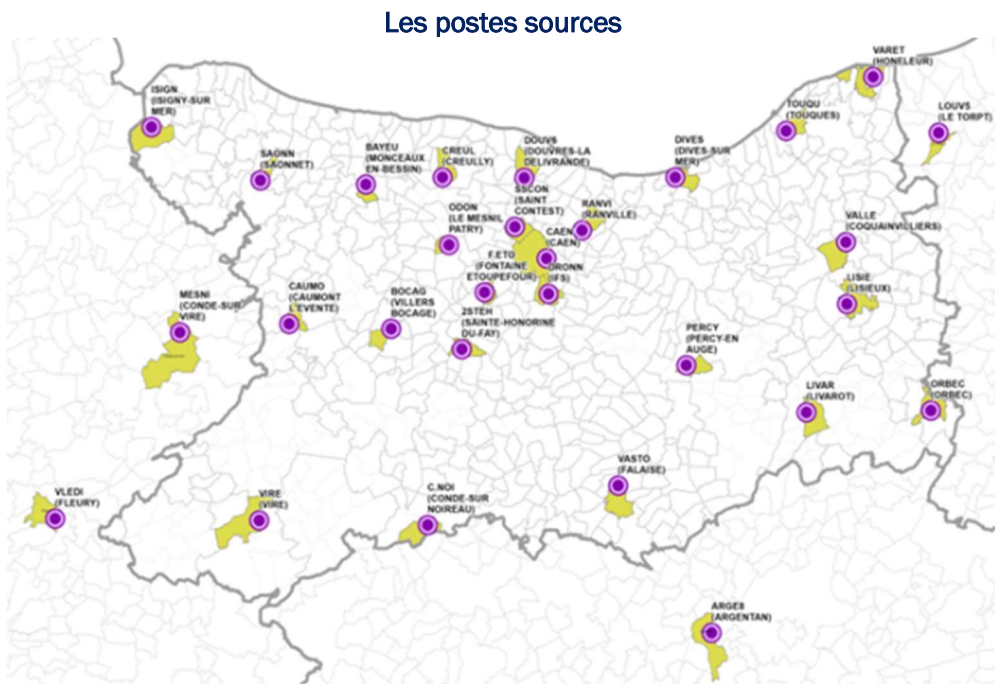 Les postes sources
VARET
(HONFLEUR)
ISIGN
(ISIGNY-SUR
MER)
TOUQU
(TOUQUES)
LOUV5
(LE TORPT)
SAONN
(SAONNET)
BAYEU
(MONCEAUX
EN-BESSIN)
CREUL
(CREULLY)
DOUV6
(DOUVRES-LA
DELIVRANDE)
DIVES
(DIVES-SUR
MER)
SSCON
(SAINT
CONTEST)
ODON
(LE MESNIL
PATRY)
RANVI
(RANVILLE)
CAEN
(CAEN)
VALLE
(COQUAINVILLIERS)
F.ETO
(FONTAINE
ETOUPEFOUR)
DRONN
(IFS)
LISIE
(LISIEUX)
MESNI
(CONDE-SUR
VIRE)
CAUMO
(CAUMONT
L'EVENTE)
BOCAG
(VILLERS
BOCAGE)
2STEH
(SAINTE-HONORINE
DU-FAY)
PERCY
(PERCY-EN
AUGE)
LIVAR
(LIVAROT)
ORBEC
(ORBEC)
VASTO
(FALAISE)
VLEDI
(FLEURY)
VIRE
(VIRE)
C.NOI
(CONDE-SUR
NOIREAU)
ARGE8
(ARGENTAN)